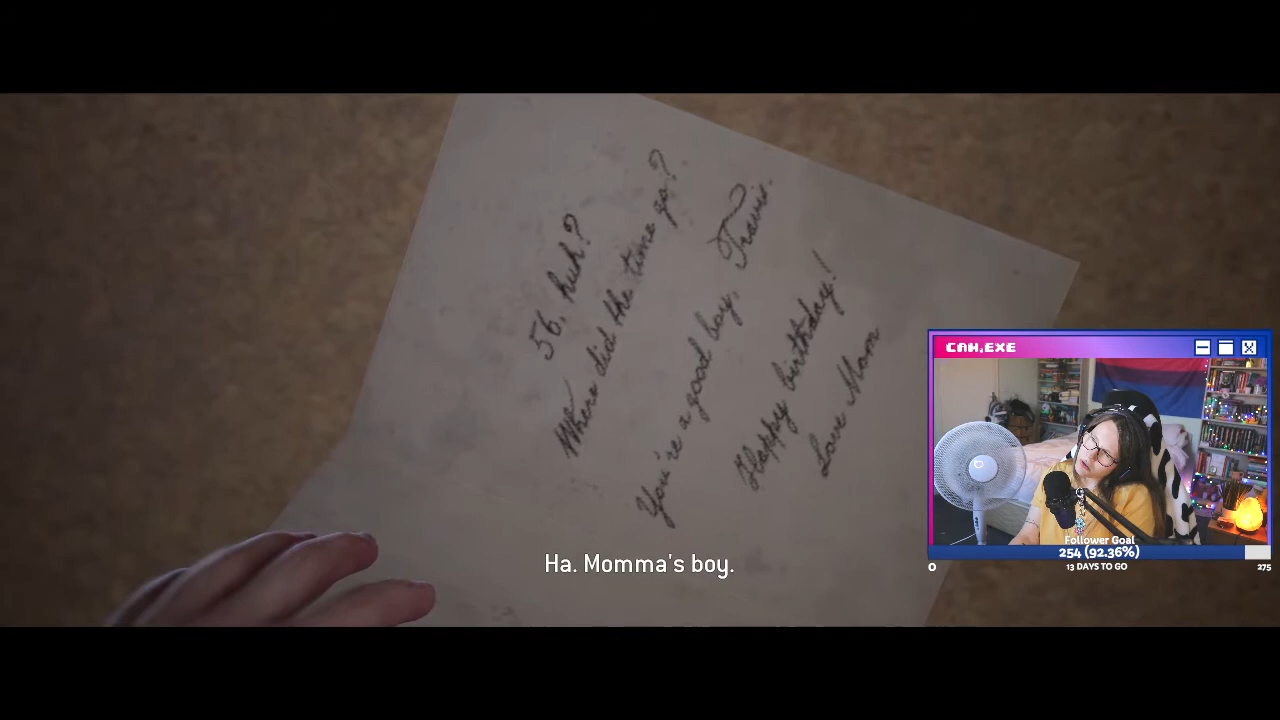 56, huh?
Where did the time go?
You're a good boy, Travis.
Happy birthday!
Love Mom
Ha. Momma's boy.
CAH.EXE
Follower Goal
254 (92.36%)
0
13 DAYS TO GO
275